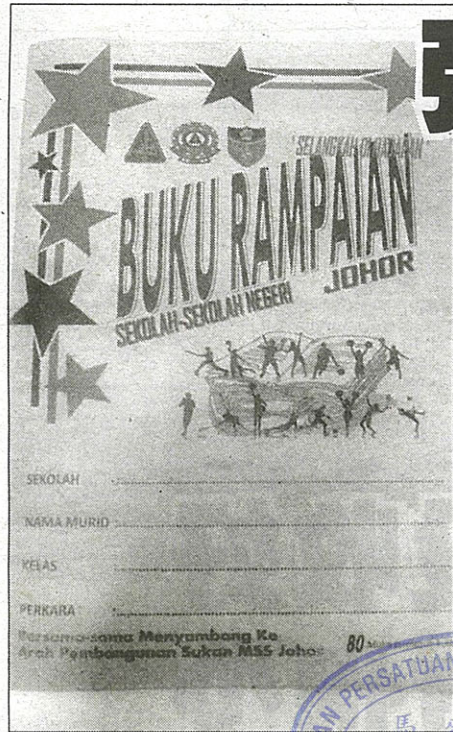 'SELANGKAH DI HADAPAN'
BUKU RAMPAIAN
SEKOLAH-SEKOLAH NEGERI JOHOR
SEKOLAH
NAMA MURID
KELAS
PERKARA
Bersama-sama Menyumbang Ke
Arah Pembangunan Sukan MSS Johor
80
PERSATUAN
馬